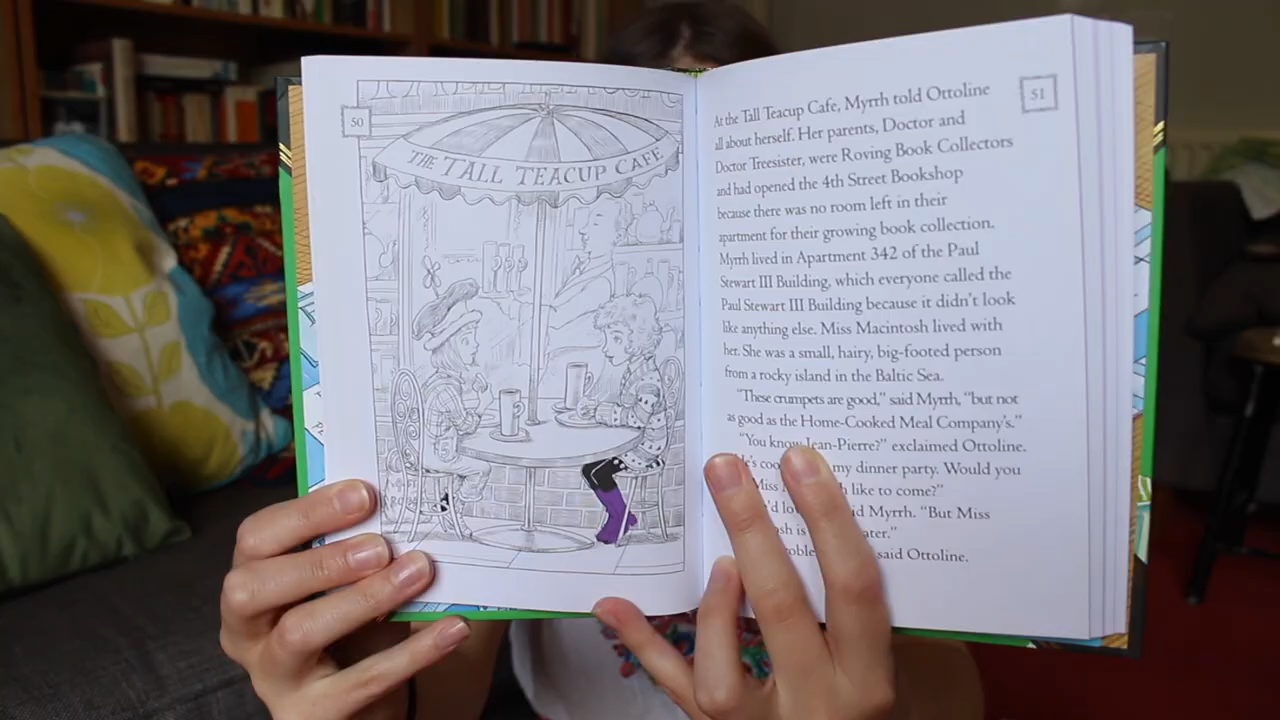 50
THE TALL TEACUP CAFE
51
At the Tall Teacup Cafe, Myrrh told Ottoline
all about herself. Her parents, Doctor and
Doctor Treesister, were Roving Book Collectors
and had opened the 4th Street Bookshop
because there was no room left in their
apartment for their growing book collection.
Myrrh lived in Apartment 342 of the Paul
Stewart III Building, which everyone called the
Paul Stewart III Building because it didn't look
like anything else. Miss Macintosh lived with
her. She was a small, hairy, big-footed person
from a rocky island in the Baltic Sea.
"These crumpets are good," said Myrrh, "but not
as good as the Home-Cooked Meal Company's."
"You know Jean-Pierre?" exclaimed Ottoline.
my dinner party. Would you
Miss like to come?"
said Myrrh. "But Miss
is
said Ottoline.